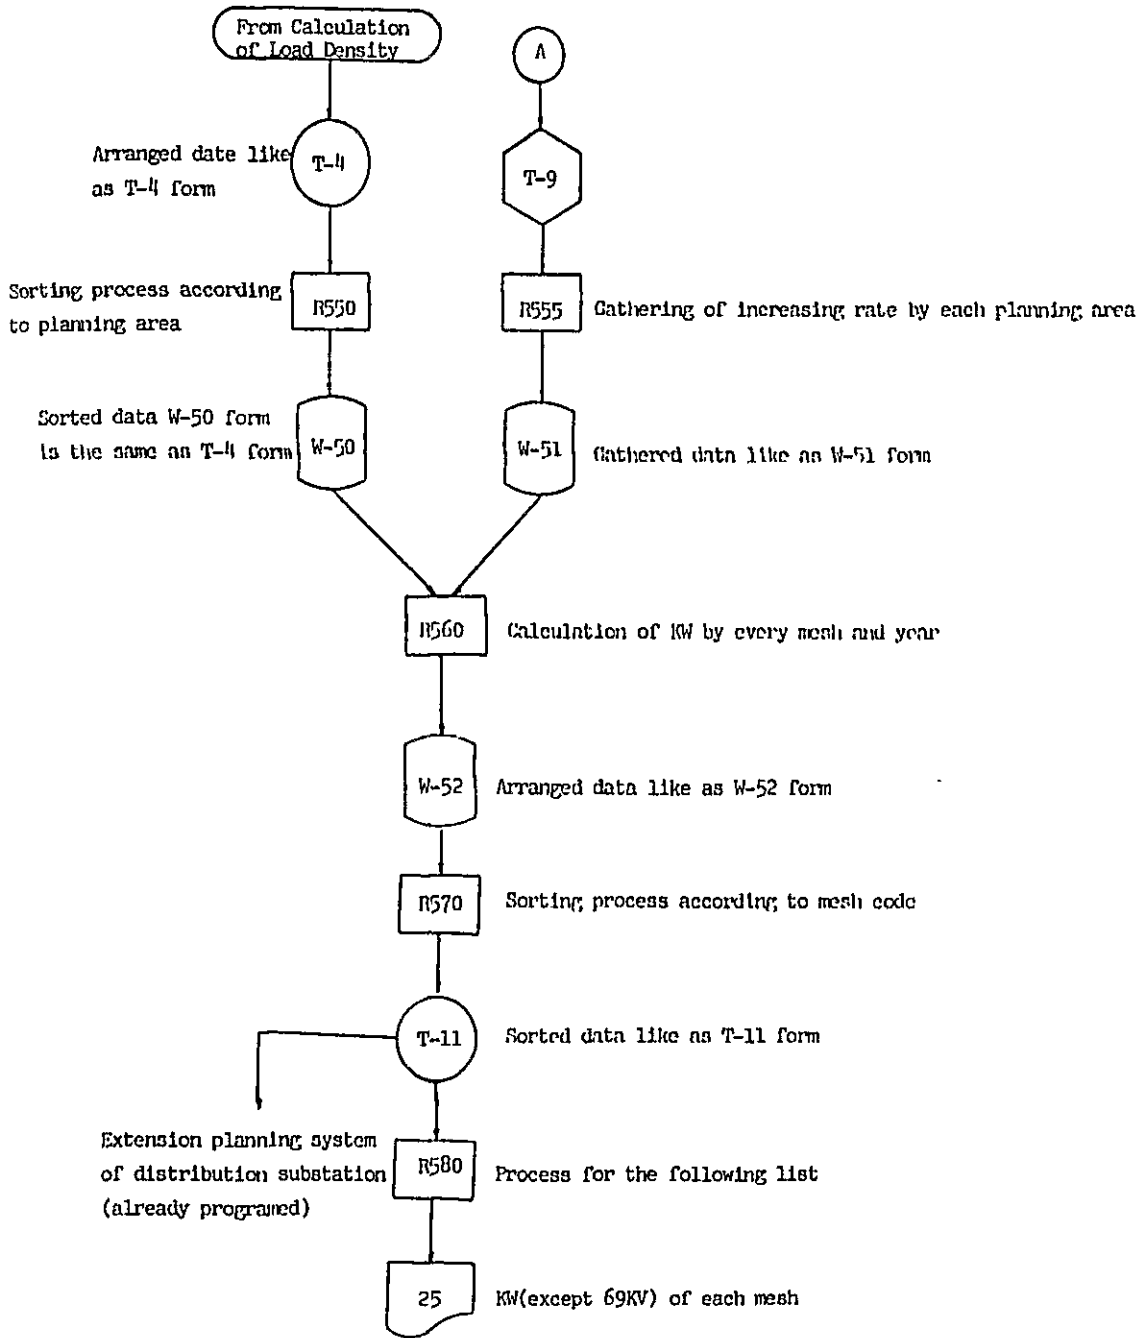 From Calculation
of Load Density
A
Arranged date like
as T-4 form
T-4
T-9
Sorting process according
to planning area
R550
R555
Gathering of increasing rate by each planning area
Sorted data W-50 form
is the same as T-4 form
W-50
W-51
Gathered data like as W-51 form
R560
Calculation of KW by every mesh and year
W-52
Arranged data like as W-52 form
R570
Sorting process according to mesh code
T-11
Sorted data like as T-11 form
Extension planning system
of distribution substation
(already programed)
R580
Process for the following list
25
KW(except 69KV) of each mesh